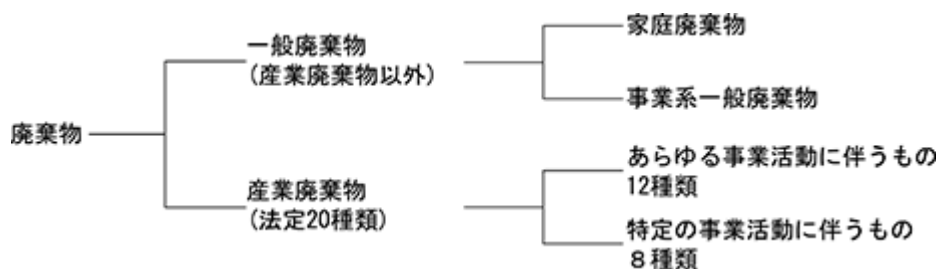 廃棄物
一般廃棄物
(産業廃棄物以外)
家庭廃棄物
事業系一般廃棄物
産業廃棄物
(法定20種類)
あらゆる事業活動に伴うもの
12種類
特定の事業活動に伴うもの
８種類